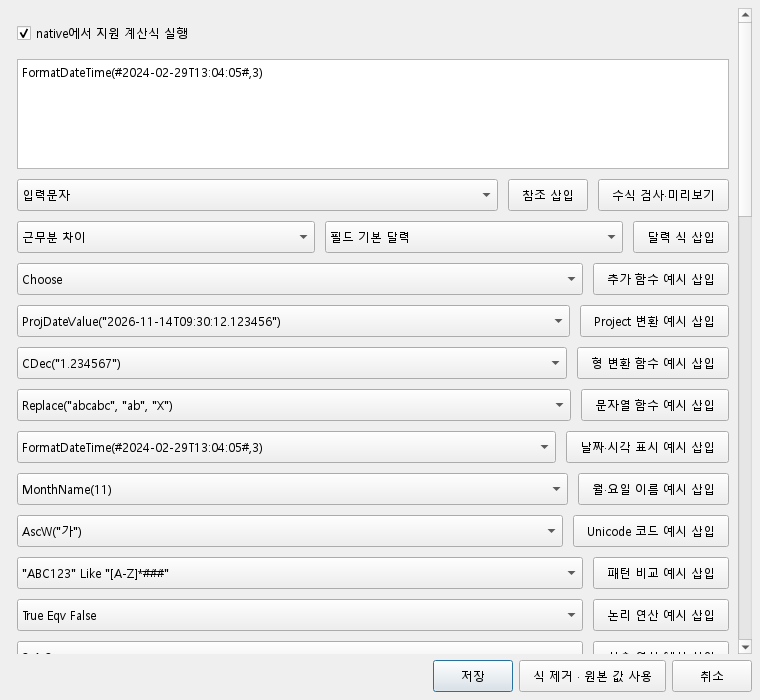 native에서 지원 계산식 실행
FormatDateTime(#2024-02-29T13:04:05#,3)
입력문자 참조 삽입 수식 검사·미리보기
근무분 차이 필드 기본 달력 달력 식 삽입
Choose 추가 함수 예시 삽입
ProjDateValue("2026-11-14T09:30:12.123456") Project 변환 예시 삽입
CDec("1.234567") 형 변환 함수 예시 삽입
Replace("abcabc", "ab", "X") 문자열 함수 예시 삽입
FormatDateTime(#2024-02-29T13:04:05#,3) 날짜·시각 표시 예시 삽입
MonthName(11) 월·요일 이름 예시 삽입
AscW("가") Unicode 코드 예시 삽입
"ABC123" Like "[A-Z]*###" 패턴 비교 예시 삽입
True Eqv False 논리 연산 예시 삽입
저장 식 제거 · 원본 값 사용 취소